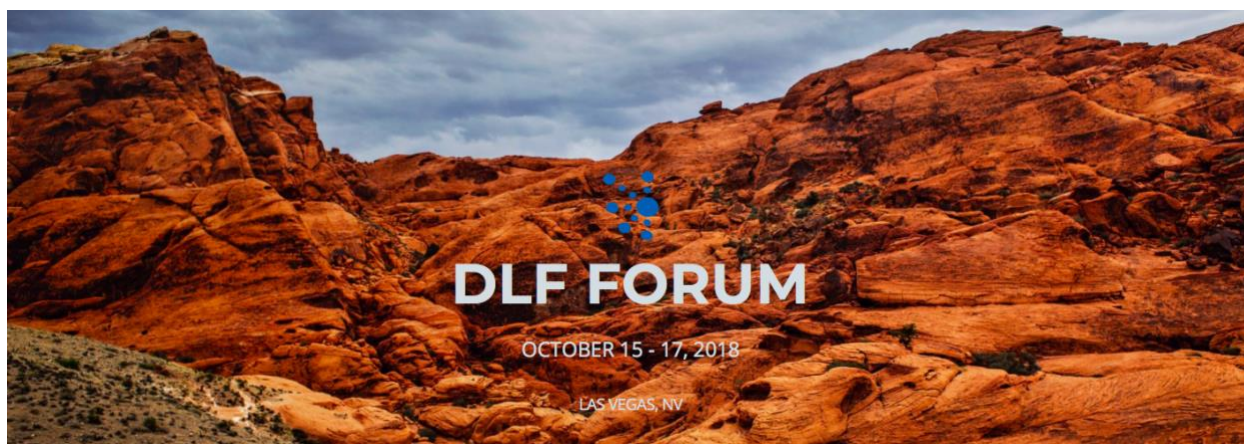 DLF FORUM
OCTOBER 15 - 17, 2018
LAS VEGAS, NV